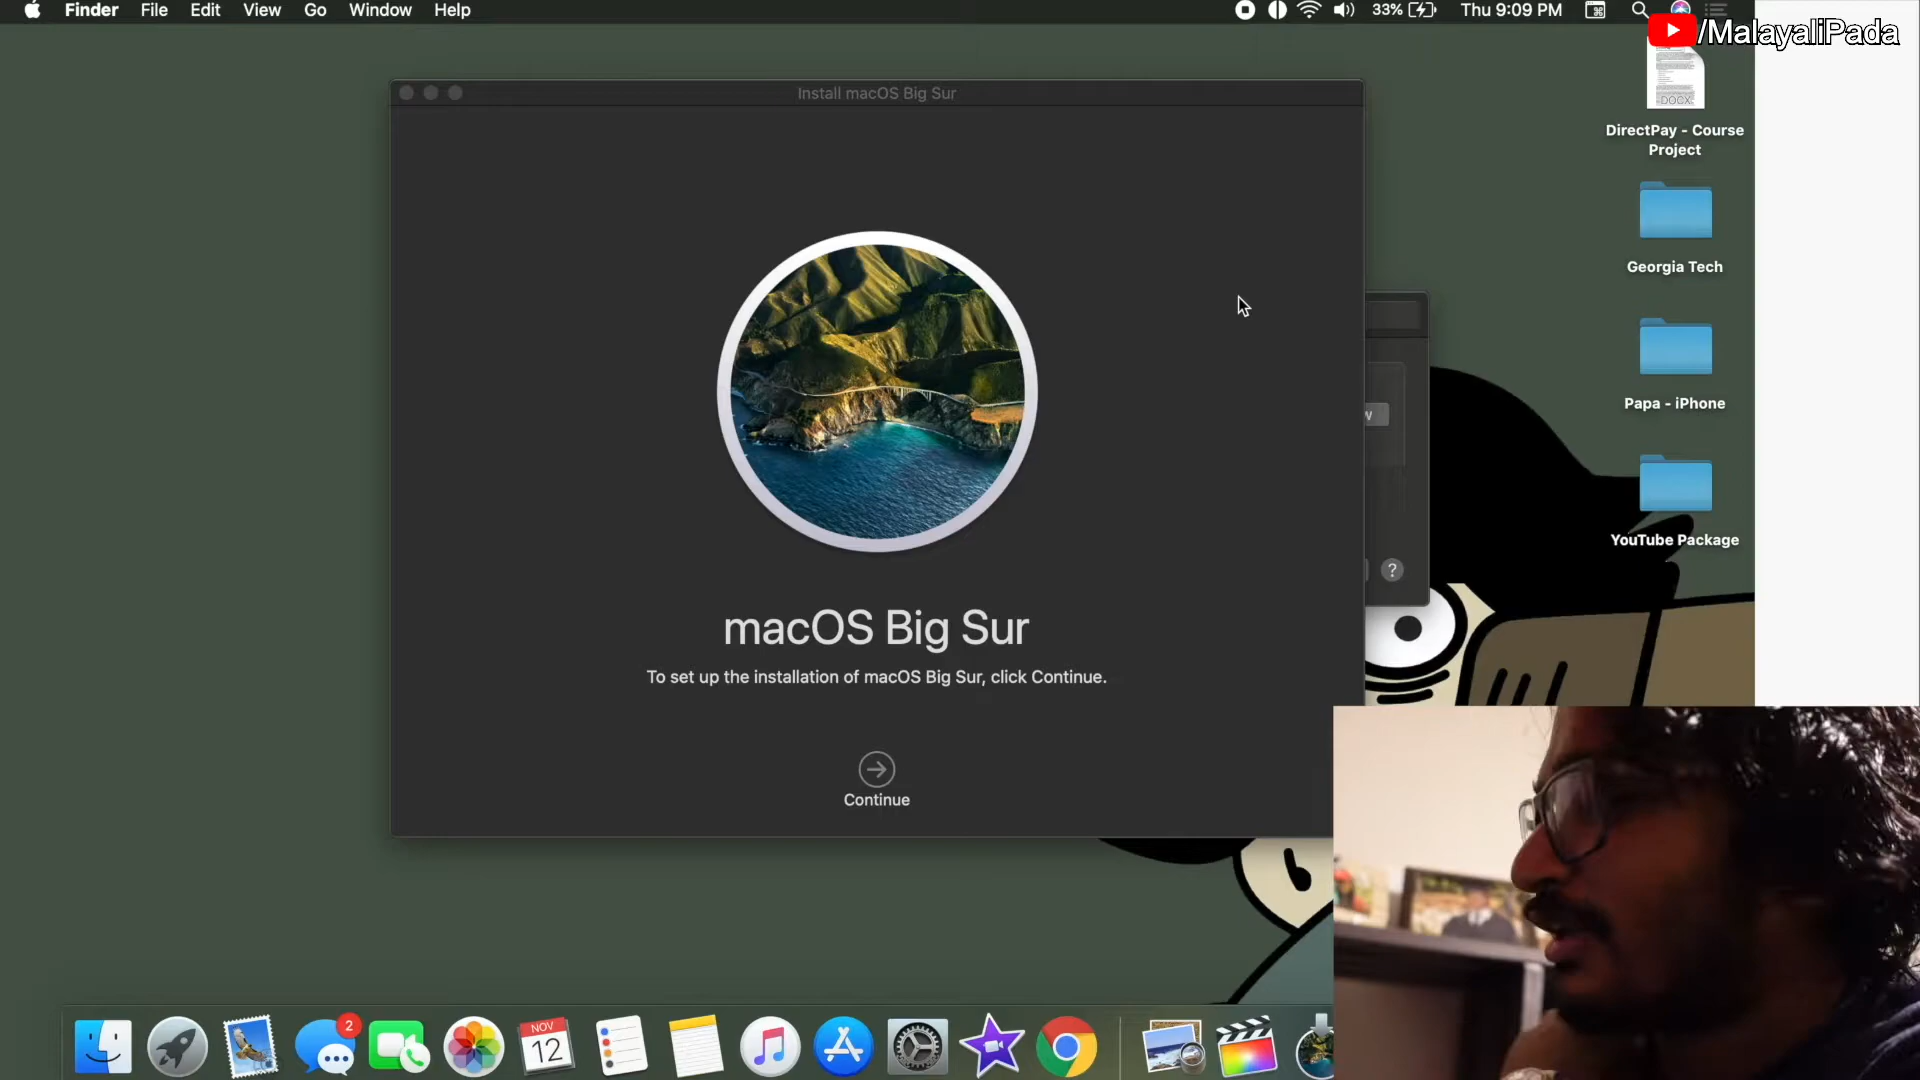 Finder File Edit View Go Window Help
33% Thu 9:09 PM
/MalayaliPada
Install macOS Big Sur
DOCX
DirectPay - Course
Project
Georgia Tech
Papa - iPhone
YouTube Package
w
?
macOS Big Sur
To set up the installation of macOS Big Sur, click Continue.
Continue
2
NOV
12